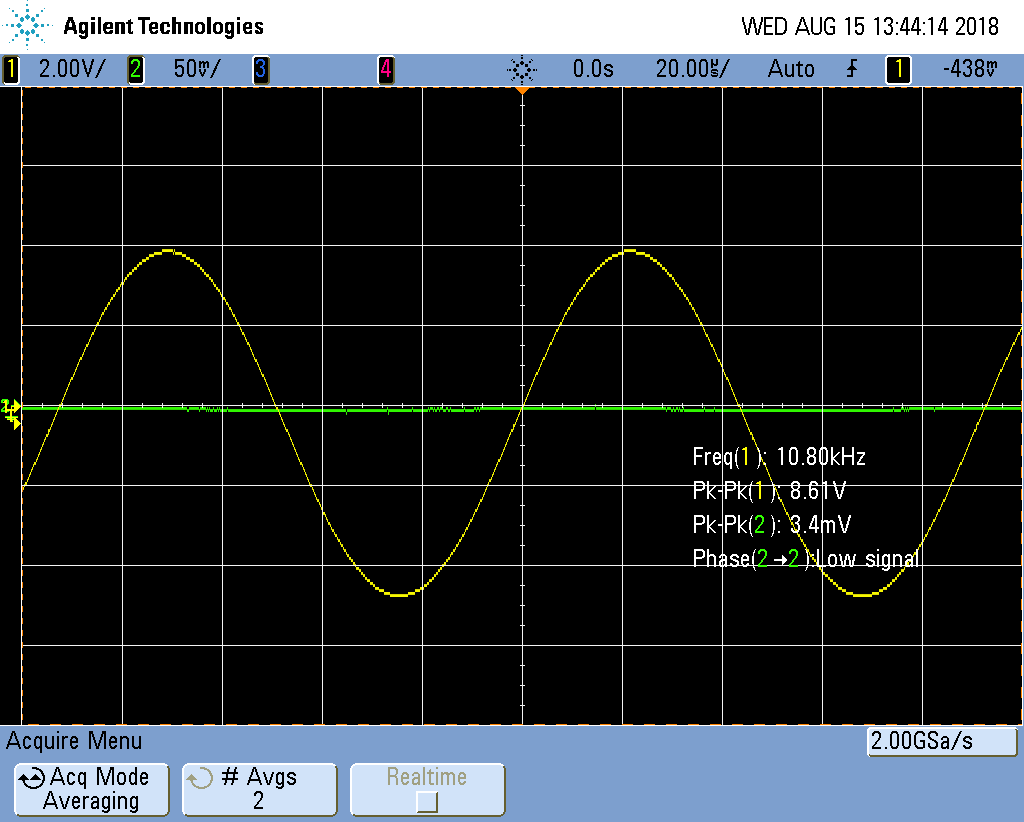 Agilent Technologies WED AUG 15 13:44:14 2018
1 2.00V/ 2 50mV/ 3 4 0.0s 20.00us/ Auto 1 -438mV
Freq(1): 10.80kHz
Pk-Pk(1): 8.61V
Pk-Pk(2): 3.4mV
Phase(2→2):Low signal
Acquire Menu 2.00GSa/s
Acq Mode # Avgs Realtime
Averaging 2